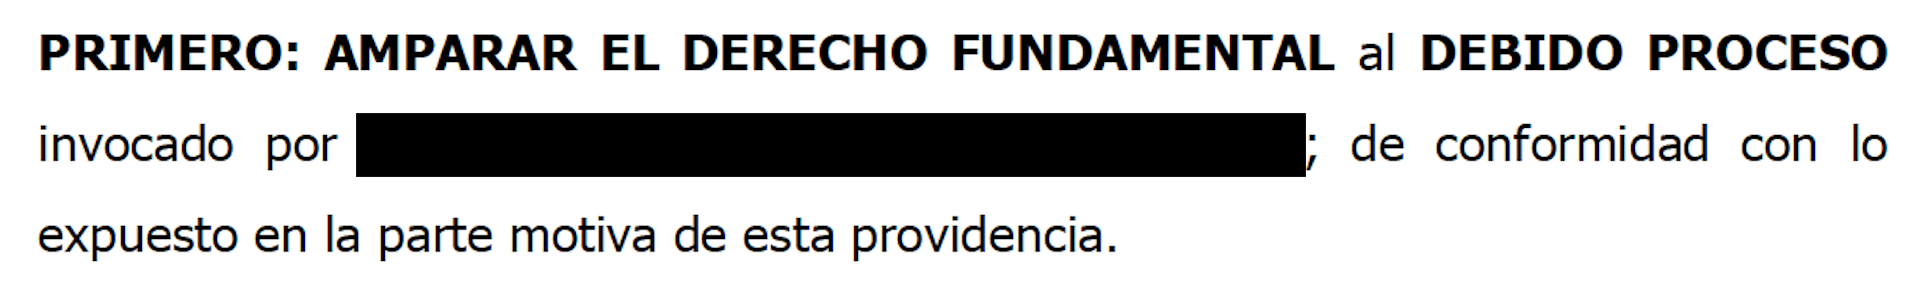 PRIMERO: AMPARAR EL DERECHO FUNDAMENTAL al DEBIDO PROCESO
invocado por ; de conformidad con lo
expuesto en la parte motiva de esta providencia.